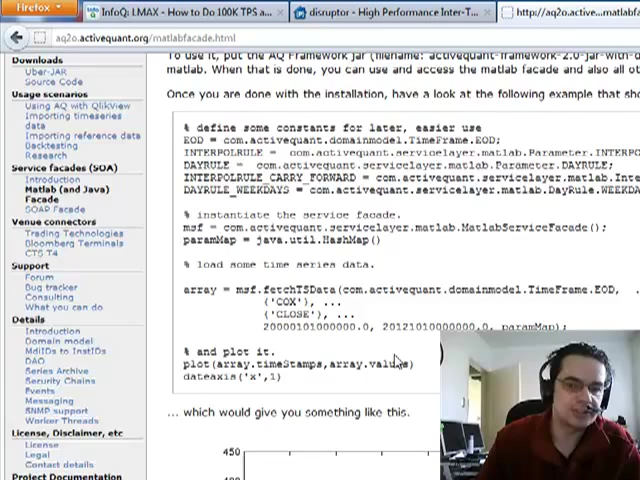 Firefox
InfoQ: LMAX - How to Do 100K TPS a...
disruptor - High Performance Inter-T...
http://aq2o.active...matlabfac
aq2o.activequant.org/matlabfacade.html
Downloads
Uber-JAR
Source Code
Usage scenarios
Using AQ with QlikView
Importing timeseries
data
Importing reference data
Backtesting
Research
Service facades (SOA)
Introduction
Matlab (and Java)
Facade
SOAP Facade
Venue connectors
Trading Technologies
Bloomberg Terminals
CTS T4
Support
Forum
Bug tracker
Consulting
What you can do
Details
Introduction
Domain model
MdiIDs to InstIDs
DAO
Series Archive
Security Chains
Events
Messaging
SNMP support
Worker Threads
License, Disclaimer, etc
License
Legal
Contact details
Project Documentation
To use it, put the AQ Framework jar (filename: activequant-framework-2.0-jar-with-d
matlab. When that is done, you can use and access the matlab facade and also all ot
Once you are done with the installation, have a look at the following example that sho
% define some constants for later, easier use
EOD = com.activequant.domainmodel.TimeFrame.EOD;
INTERPOLRULE = com.activequant.servicelayer.matlab.Parameter.INTERPO
DAYRULE = com.activequant.servicelayer.matlab.Parameter.DAYRULE;
INTERPOLRULE_CARRY_FORWARD = com.activequant.servicelayer.matlab.Inte
DAYRULE_WEEKDAYS = com.activequant.servicelayer.matlab.DayRule.WEEKD
% instantiate the service facade.
msf = com.activequant.servicelayer.matlab.MatlabServiceFacade();
paramMap = java.util.HashMap()
% load some time series data.
array = msf.fetchTSData(com.activequant.domainmodel.TimeFrame.EOD, .
{'COX'}, ...
{'CLOSE'}, ...
20000101000000.0, 20121010000000.0, paramMap);
% and plot it.
plot(array.timeStamps,array.values)
dateaxis('x',1)
... which would give you something like this.
450